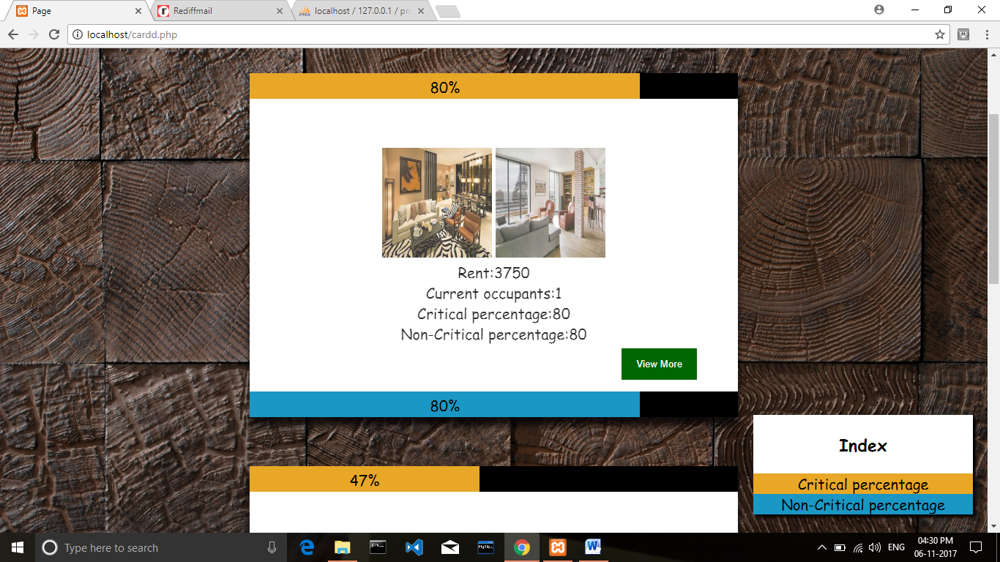 Page
Rediffmail
localhost / 127.0.0.1 / pr
localhost/cardd.php
80%
Rent:3750
Current occupants:1
Critical percentage:80
Non-Critical percentage:80
View More
80%
Index
Critical percentage
Non-Critical percentage
47%
Type here to search
ENG
04:30 PM
06-11-2017